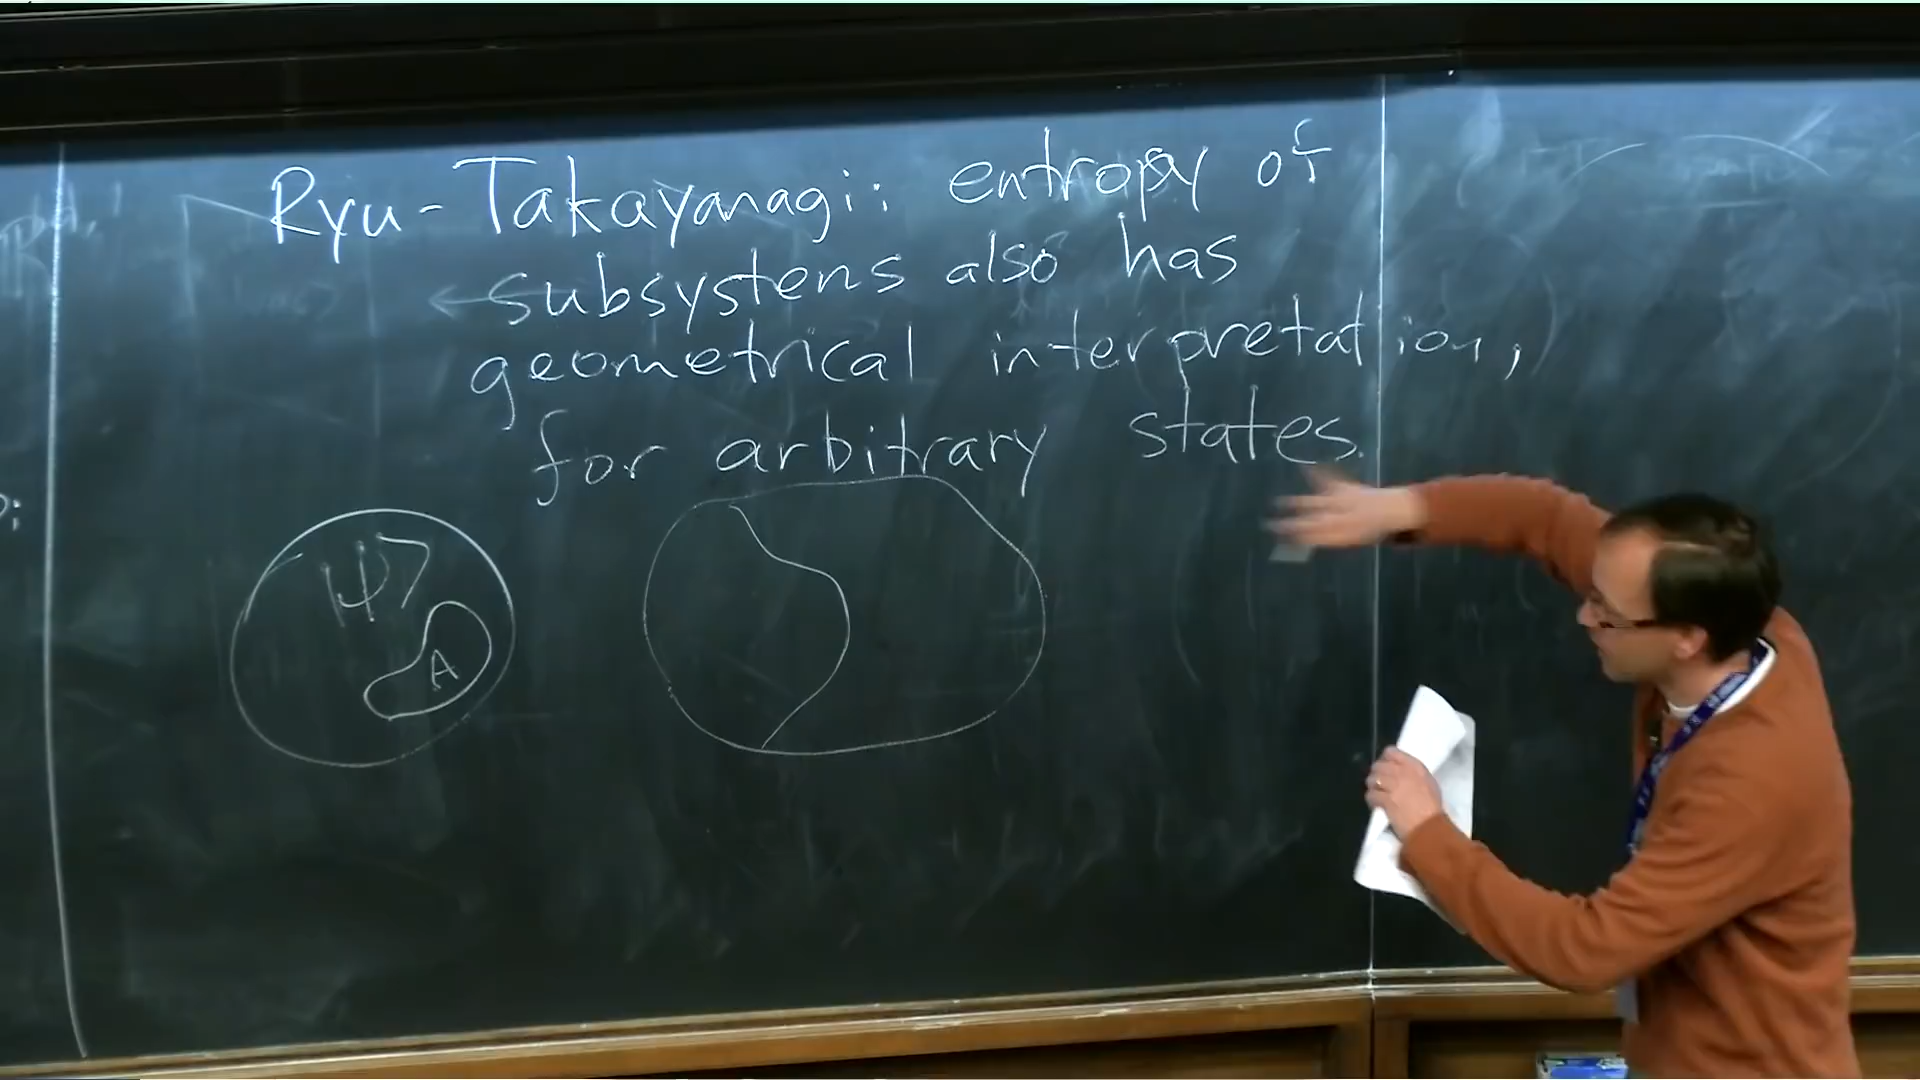 Ryu-Takayanagi: entropy of
subsystems also has
geometrical interpretation,
for arbitrary states.
|Ψ⟩
A